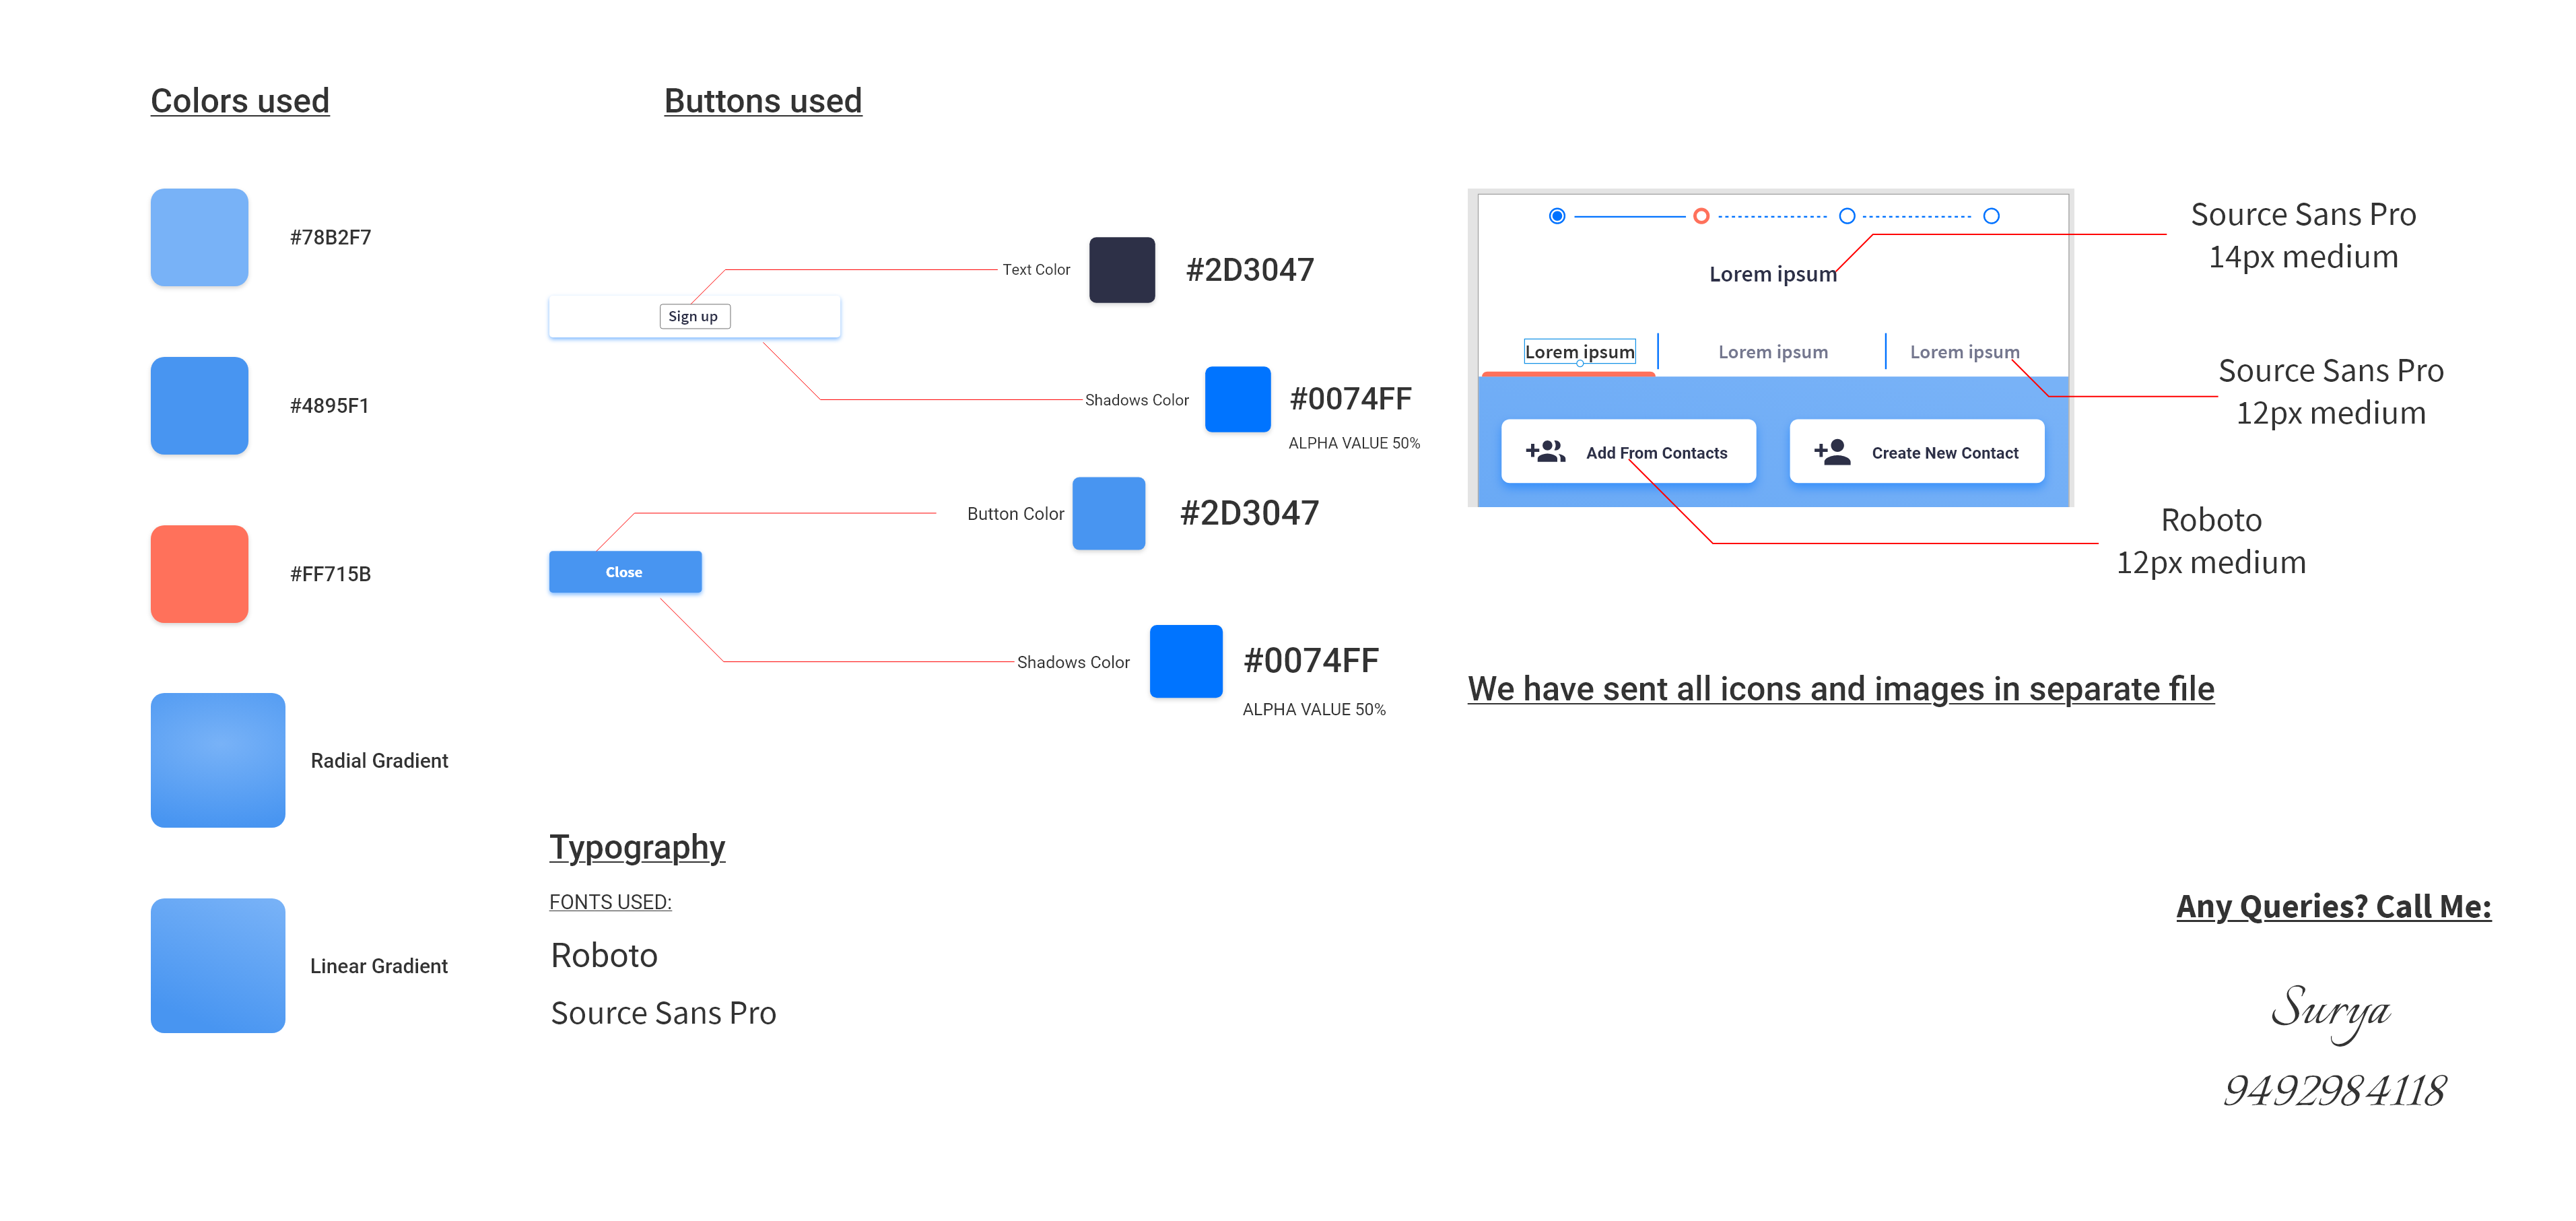 Colors used
#78B2F7
#4895F1
#FF715B
Radial Gradient
Linear Gradient
Buttons used
Sign up
Text Color
#2D3047
Shadows Color
#0074FF
ALPHA VALUE 50%
Button Color
#2D3047
Close
Shadows Color
#0074FF
ALPHA VALUE 50%
Typography
FONTS USED:
Roboto
Source Sans Pro
Lorem ipsum
Lorem ipsum
Lorem ipsum
Lorem ipsum
Add From Contacts
Create New Contact
Source Sans Pro
14px medium
Source Sans Pro
12px medium
Roboto
12px medium
We have sent all icons and images in separate file
Any Queries? Call Me:
Surya
9492984118